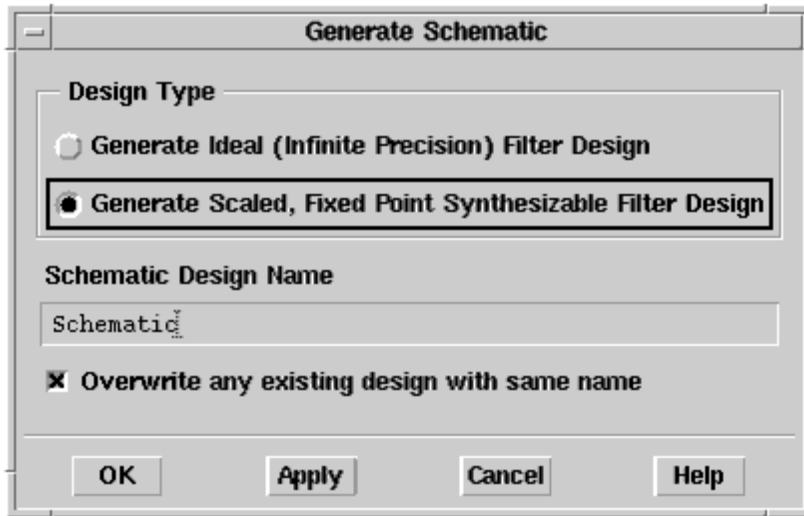 Generate Schematic
Design Type
Generate Ideal (Infinite Precision) Filter Design
Generate Scaled, Fixed Point Synthesizable Filter Design
Schematic Design Name
Schematic
Overwrite any existing design with same name
OK Apply Cancel Help